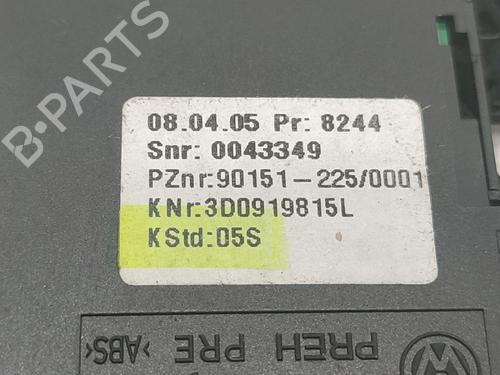 08.04.05 Pr: 8244
Snr: 0043349
PZnr:90151-225/0001
KNr:3D0919815L
KStd:05S
PREH PRE >ABS<
B-PARTS